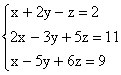 x + 2y – z = 2
2x – 3y + 5z = 11
x – 5y + 6z = 9